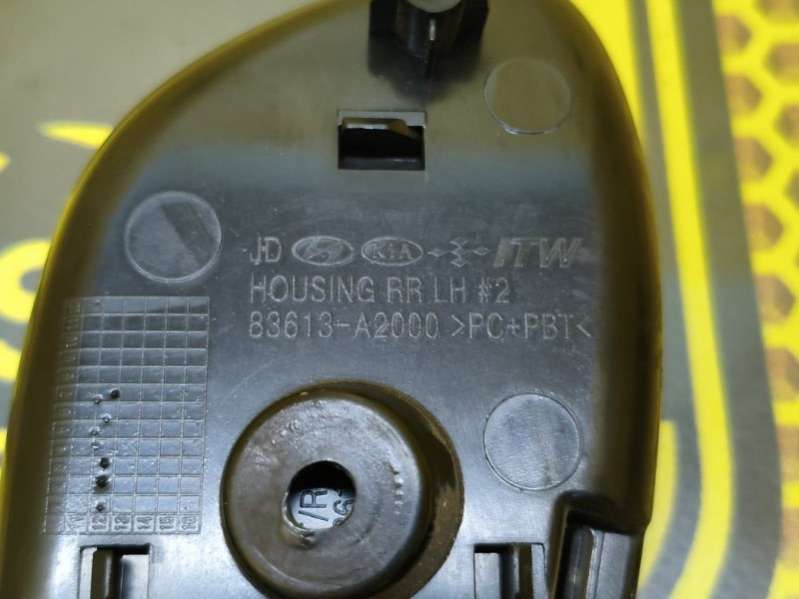 JD KIA ITW
HOUSING RR LH #2
83613-A2000 >PC+PBT<
/R